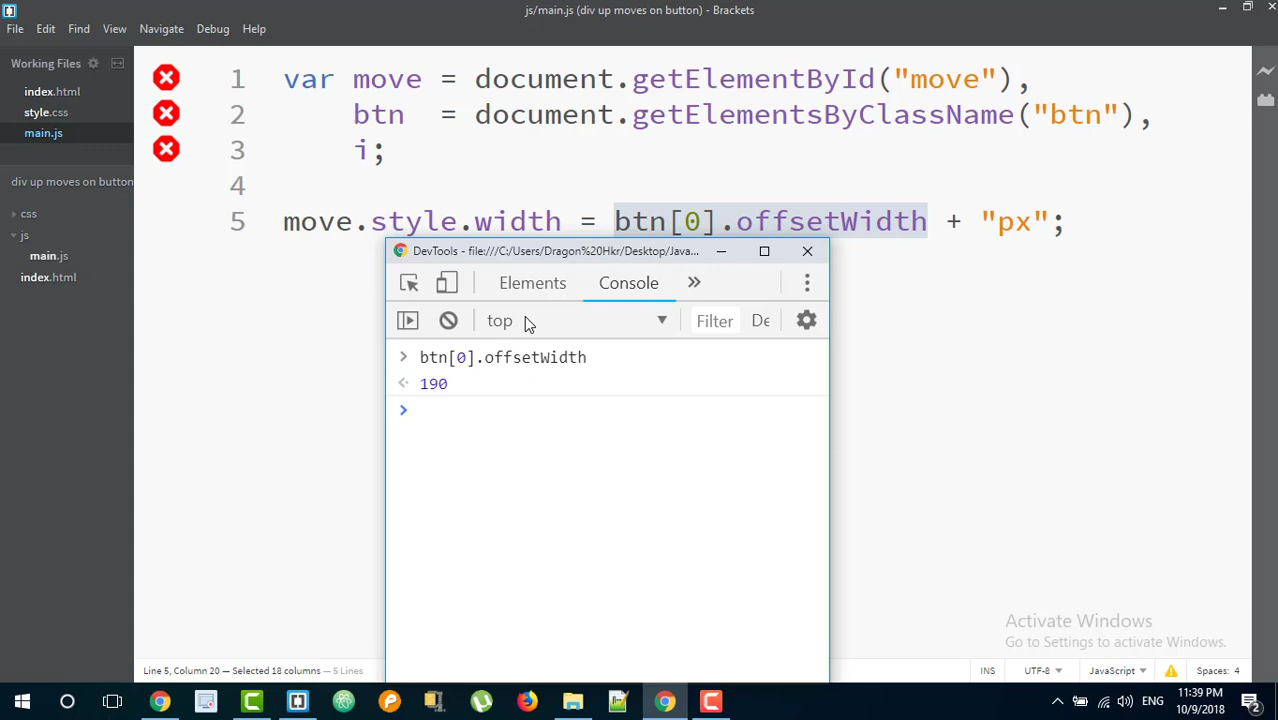 js/main.js (div up moves on button) - Brackets
File Edit Find View Navigate Debug Help
Working Files
index.html
style.css
main.js
div up moves on button
css
js
main.js
index.html
1 var move = document.getElementById("move"),
2 btn = document.getElementsByClassName("btn"),
3 i;
4
5 move.style.width = btn[0].offsetWidth + "px";
DevTools - file:///C:/Users/Dragon%20Hkr/Desktop/Java...
Elements Console
top Filter De
btn[0].offsetWidth
190
Activate Windows
Go to Settings to activate Windows.
Line 5, Column 20 — Selected 18 columns — 5 Lines
INS UTF-8 JavaScript Spaces: 4
ENG 11:39 PM
10/9/2018
2